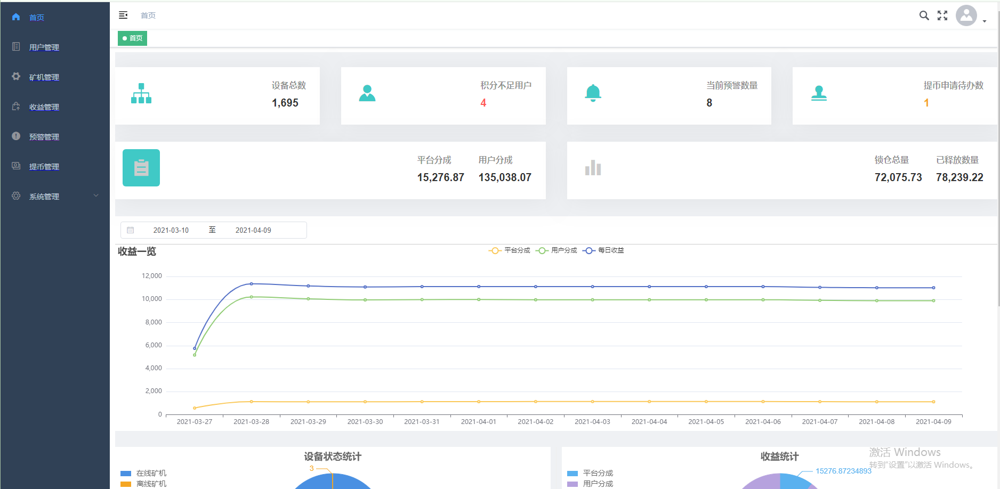 首页
用户管理
矿机管理
收益管理
预警管理
提币管理
系统管理
首页
首页
设备总数
1,695
积分不足用户
4
当前预警数量
8
提币申请待办数
1
平台分成
15,276.87
用户分成
135,038.07
锁仓总量
72,075.73
已释放数量
78,239.22
2021-03-10 至 2021-04-09
收益一览
平台分成 用户分成 每日收益
12,000
10,000
8,000
6,000
4,000
2,000
0
2021-03-27 2021-03-28 2021-03-29 2021-03-30 2021-03-31 2021-04-01 2021-04-02 2021-04-03 2021-04-04 2021-04-05 2021-04-06 2021-04-07 2021-04-08 2021-04-09
设备状态统计
3
在线矿机
离线矿机
收益统计
15276.87234893
平台分成
用户分成
激活 Windows
转到"设置"以激活 Windows。